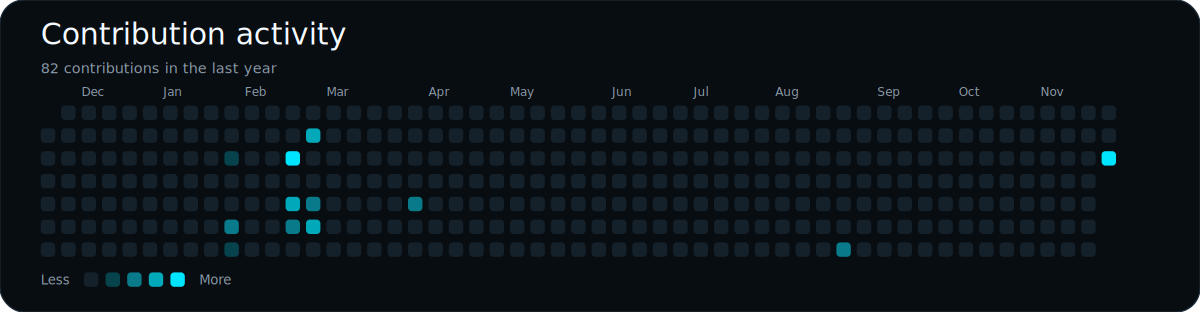 Contribution activity
82 contributions in the last year
Dec Jan Feb Mar Apr May Jun Jul Aug Sep Oct Nov
Less More